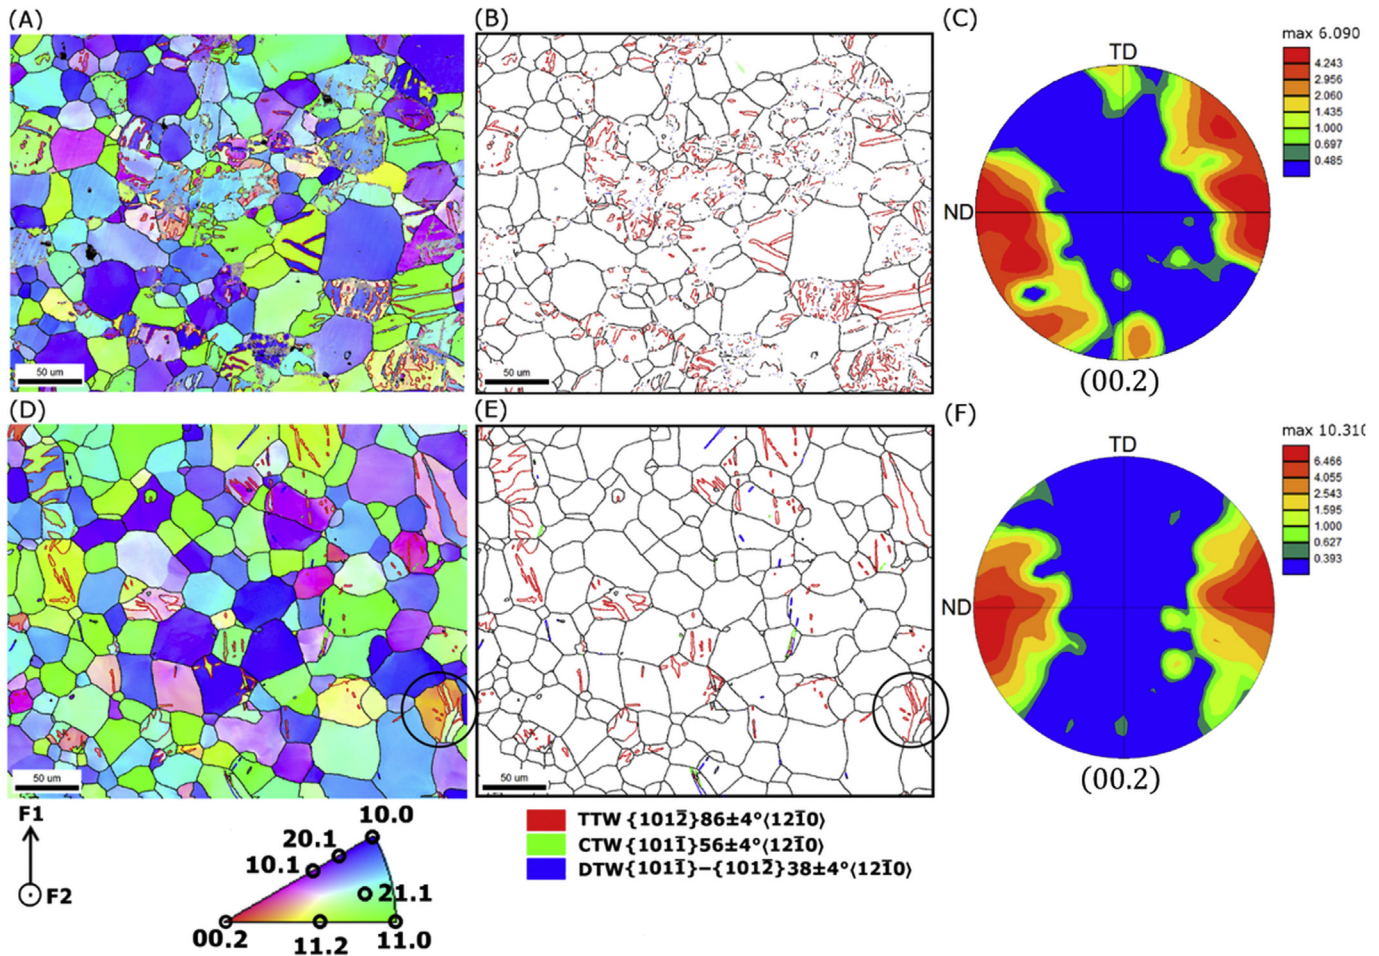 (A)
(B)
(C)
50 um
50 um
TD
ND
(00.2)
max 6.090
4.243
2.956
2.060
1.435
1.000
0.697
0.485
(D)
(E)
(F)
50 um
50 um
TD
ND
(00.2)
max 10.310
6.466
4.055
2.543
1.595
1.000
0.627
0.393
F1
F2
10.0
20.1
10.1
21.1
00.2
11.2
11.0
TTW {1012̅}86±4°⟨12̅10⟩
CTW {101̅1̅}56±4°⟨12̅10⟩
DTW{101̅1̅}−{101̅2̅}38±4°⟨12̅10⟩